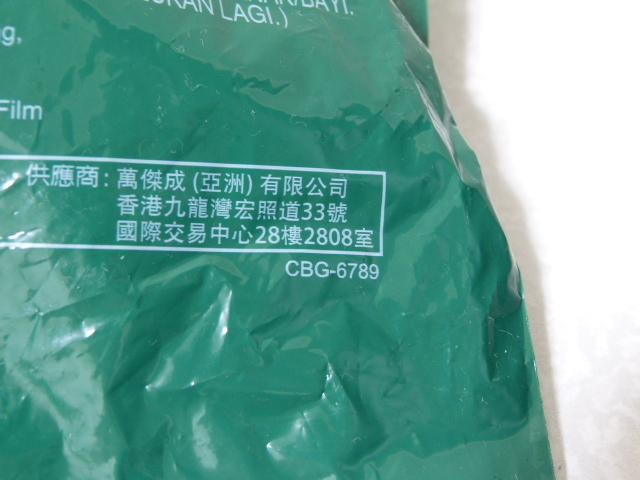 UKAN LAGI.)
g,
Film
供應商: 萬傑成 (亞洲) 有限公司
香港九龍灣宏照道33號
國際交易中心28樓2808室
CBG-6789